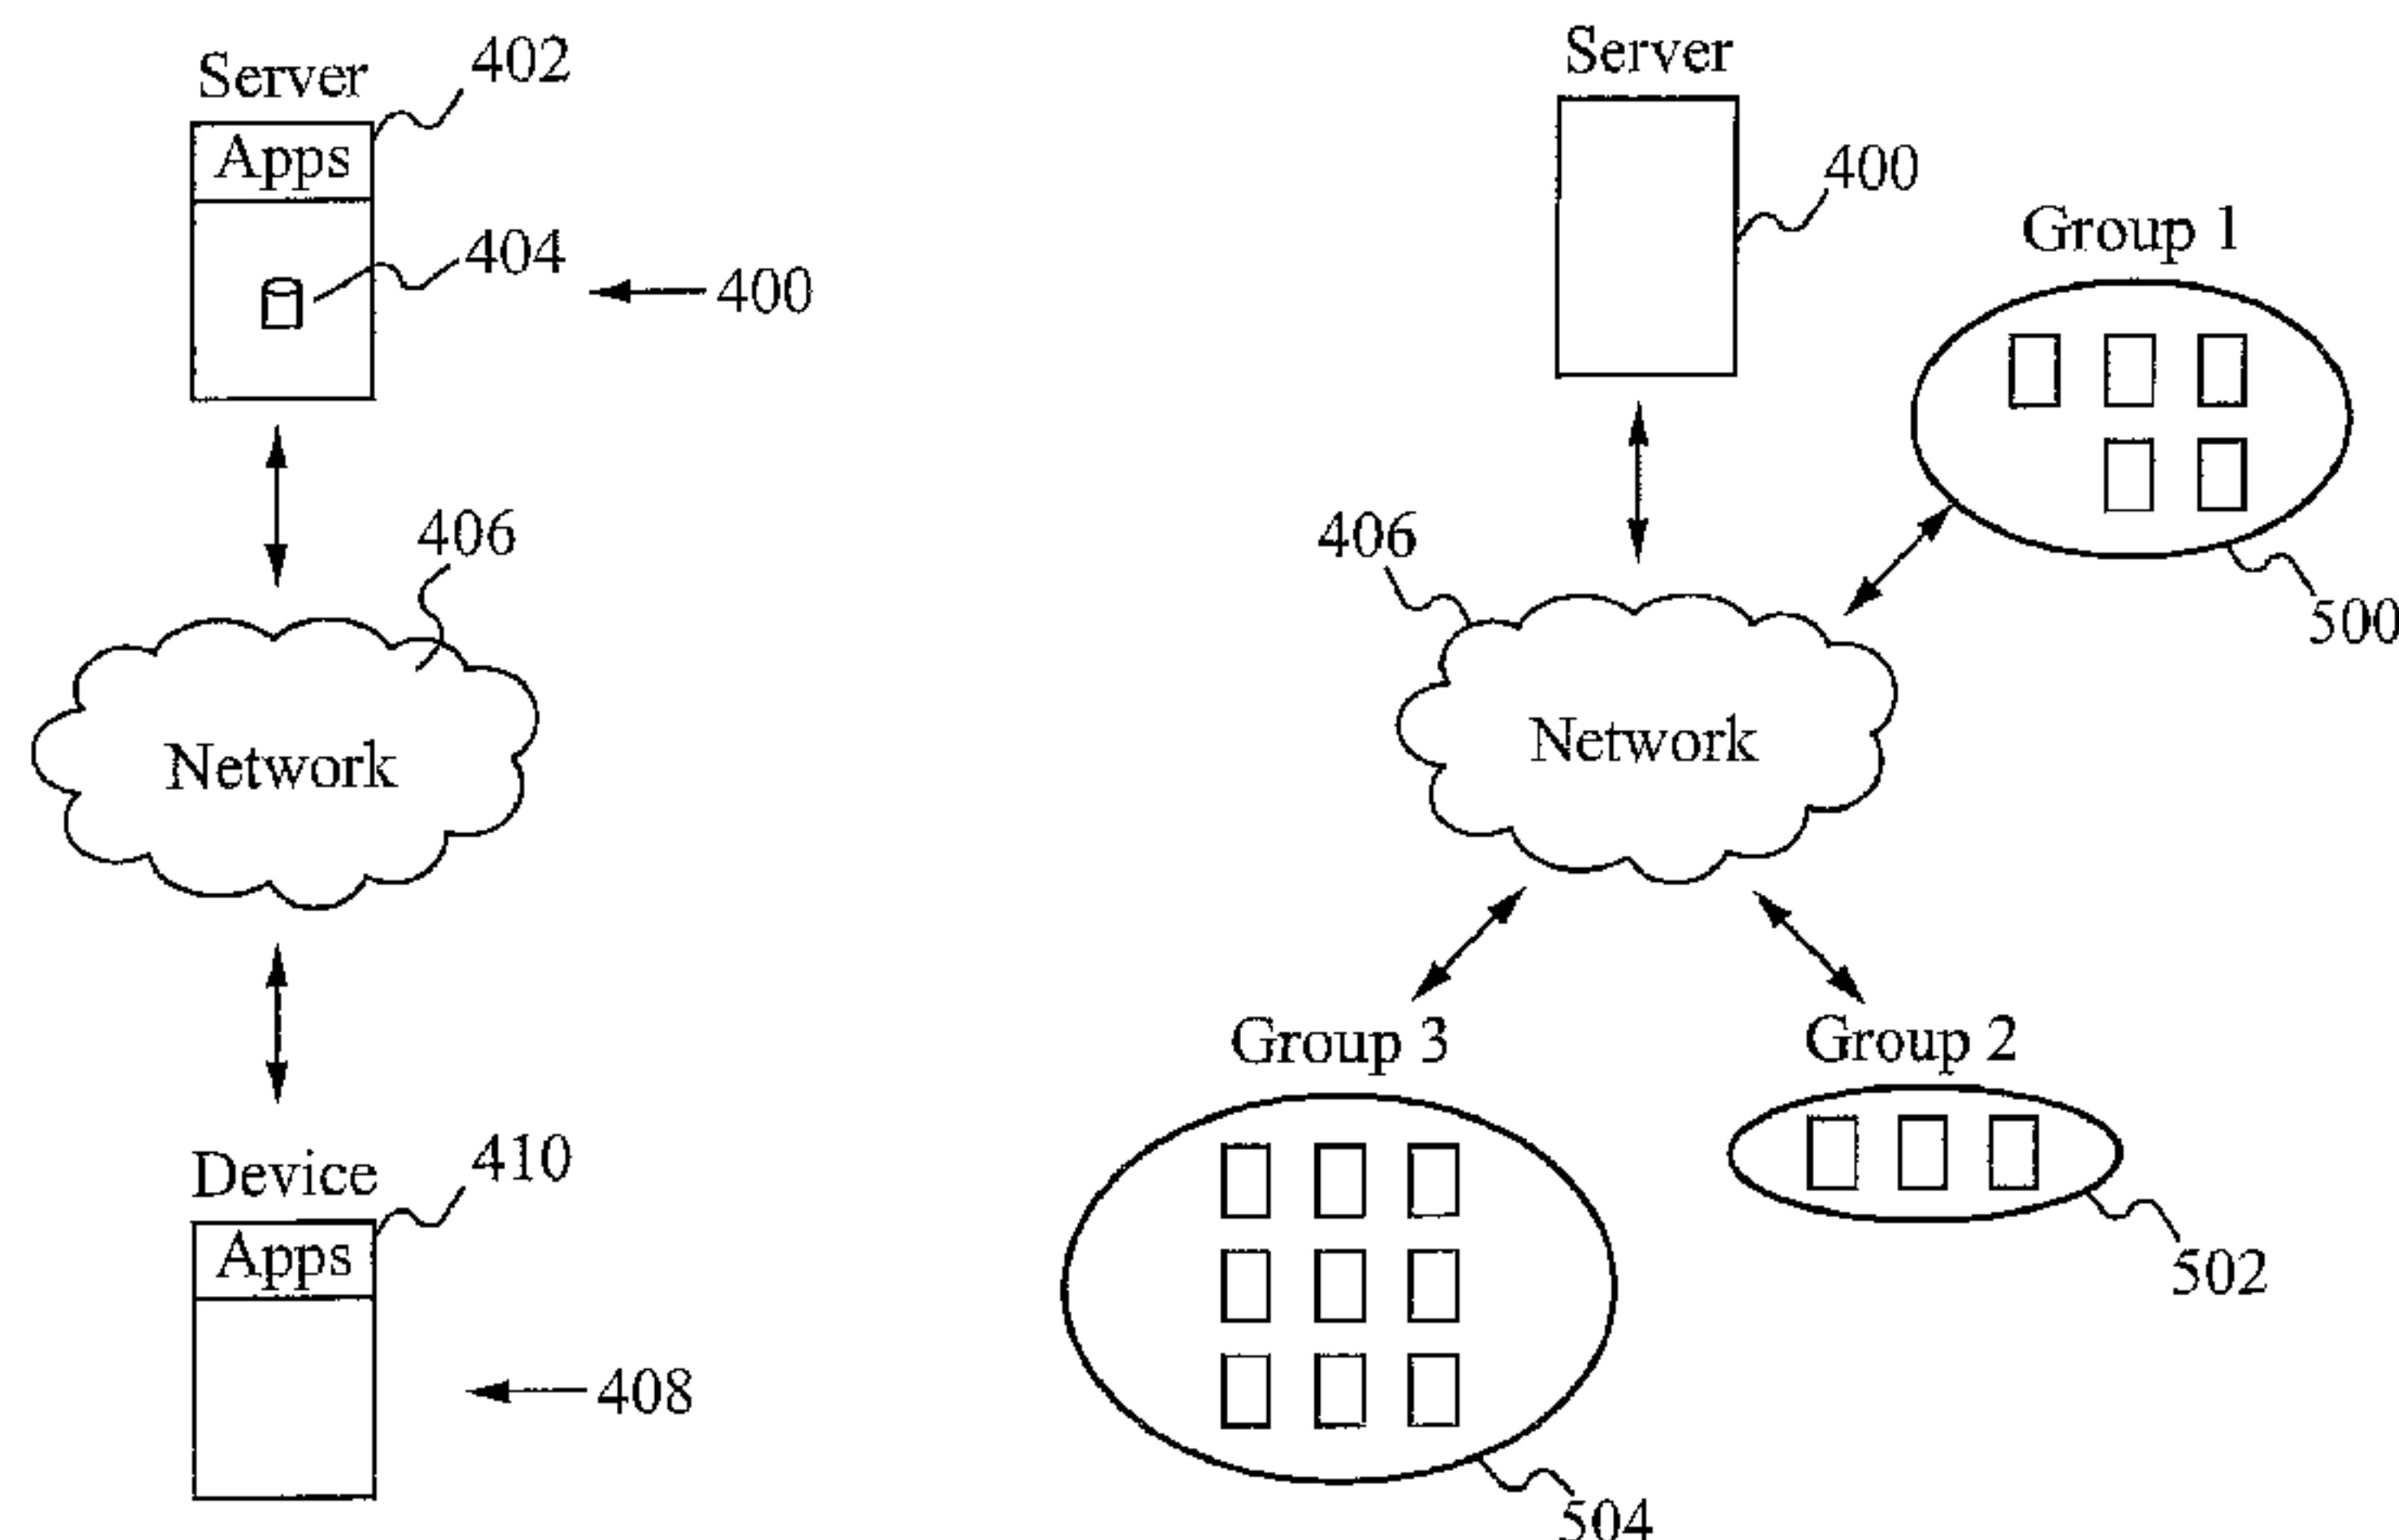 Server
402
Apps
404
400
406
Network
Device
410
Apps
408
Server
400
Group 1
500
406
Network
Group 3
504
Group 2
502